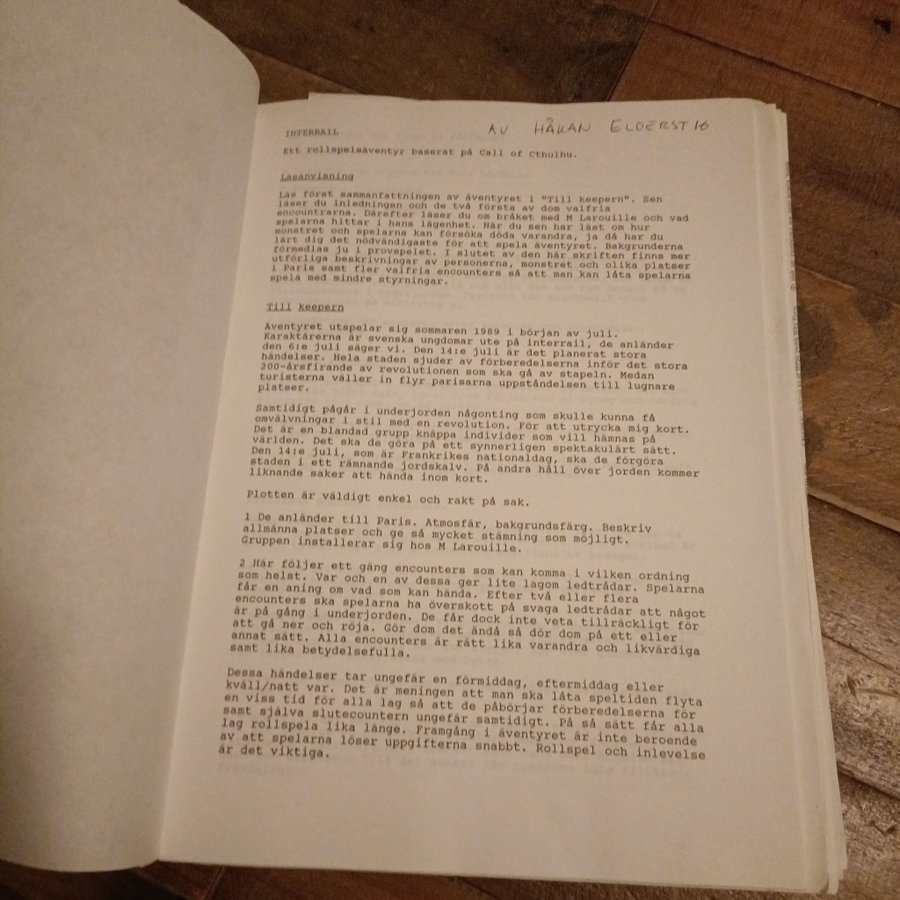 INTERRAIL
AV HÅKAN ELDERSTIG
Ett rollspelsäventyr baserat på Call of Cthulhu.
Läsanvisning
Läs först sammanfattningen av äventyret i "Till keepern". Sen
läser du inledningen och de två första av dom valfria
encountrarna. Därefter läser du om bråket med M Larouille och vad
spelarna hittar i hans lägenhet. När du sen har läst om hur
monstret och spelarna kan försöka döda varandra, ja då har du
lärt dig det nödvändigaste för att spela äventyret. Bakgrunderna
förmedlas ju i provspelet. I slutet av den här skriften finns mer
utförliga beskrivningar av personerna, monstret och olika platser
i Paris samt fler valfria encounters så att man kan låta spelarna
spela med mindre styrningar.
Till keepern
Äventyret utspelar sig sommaren 1989 i början av juli.
Karaktärerna är svenska ungdomar ute på interrail, de anländer
den 6:e juli säger vi. Den 14:e juli är det planerat stora
händelser. Hela staden sjuder av förberedelserna inför det stora
200-årsfirande av revolutionen som ska gå av stapeln. Medan
turisterna väller in flyr parisarna uppståndelsen till lugnare
platser.
Samtidigt pågår i underjorden någonting som skulle kunna få
omvälvningar i stil med en revolution. För att utrycka mig kort.
Det är en blandad grupp knäppa individer som vill hämnas på
världen. Det ska de göra på ett synnerligen spektakulärt sätt.
Den 14:e juli, som är Frankrikes nationaldag, ska de förgöra
staden i ett rämnande jordskalv. På andra håll över jorden kommer
liknande saker att hända inom kort.
Plotten är väldigt enkel och rakt på sak.
1 De anländer till Paris. Atmosfär, bakgrundsfärg. Beskriv
allmänna platser och ge så mycket stämning som möjligt.
Gruppen installerar sig hos M Larouille.
2 Här följer ett gäng encounters som kan komma i vilken ordning
som helst. Var och en av dessa ger lite lagom ledtrådar. Spelarna
får en aning om vad som kan hända. Efter två eller flera
encounters ska spelarna ha överskott på svaga ledtrådar att något
är på gång i underjorden. De får dock inte veta tillräckligt för
att gå ner och röja. Gör dom det ändå så dör dom på ett eller
annat sätt. Alla encounters är rätt lika varandra och likvärdiga
samt lika betydelsefulla.
Dessa händelser tar ungefär en förmiddag, eftermiddag eller
kväll/natt var. Det är meningen att man ska låta speltiden flyta
en viss tid för alla lag så att de påbörjar förberedelserna för
samt själva slutecountern ungefär samtidigt. På så sätt får alla
lag rollspela lika länge. Framgång i äventyret är inte beroende
av att spelarna löser uppgifterna snabbt. Rollspel och inlevelse
är det viktiga.